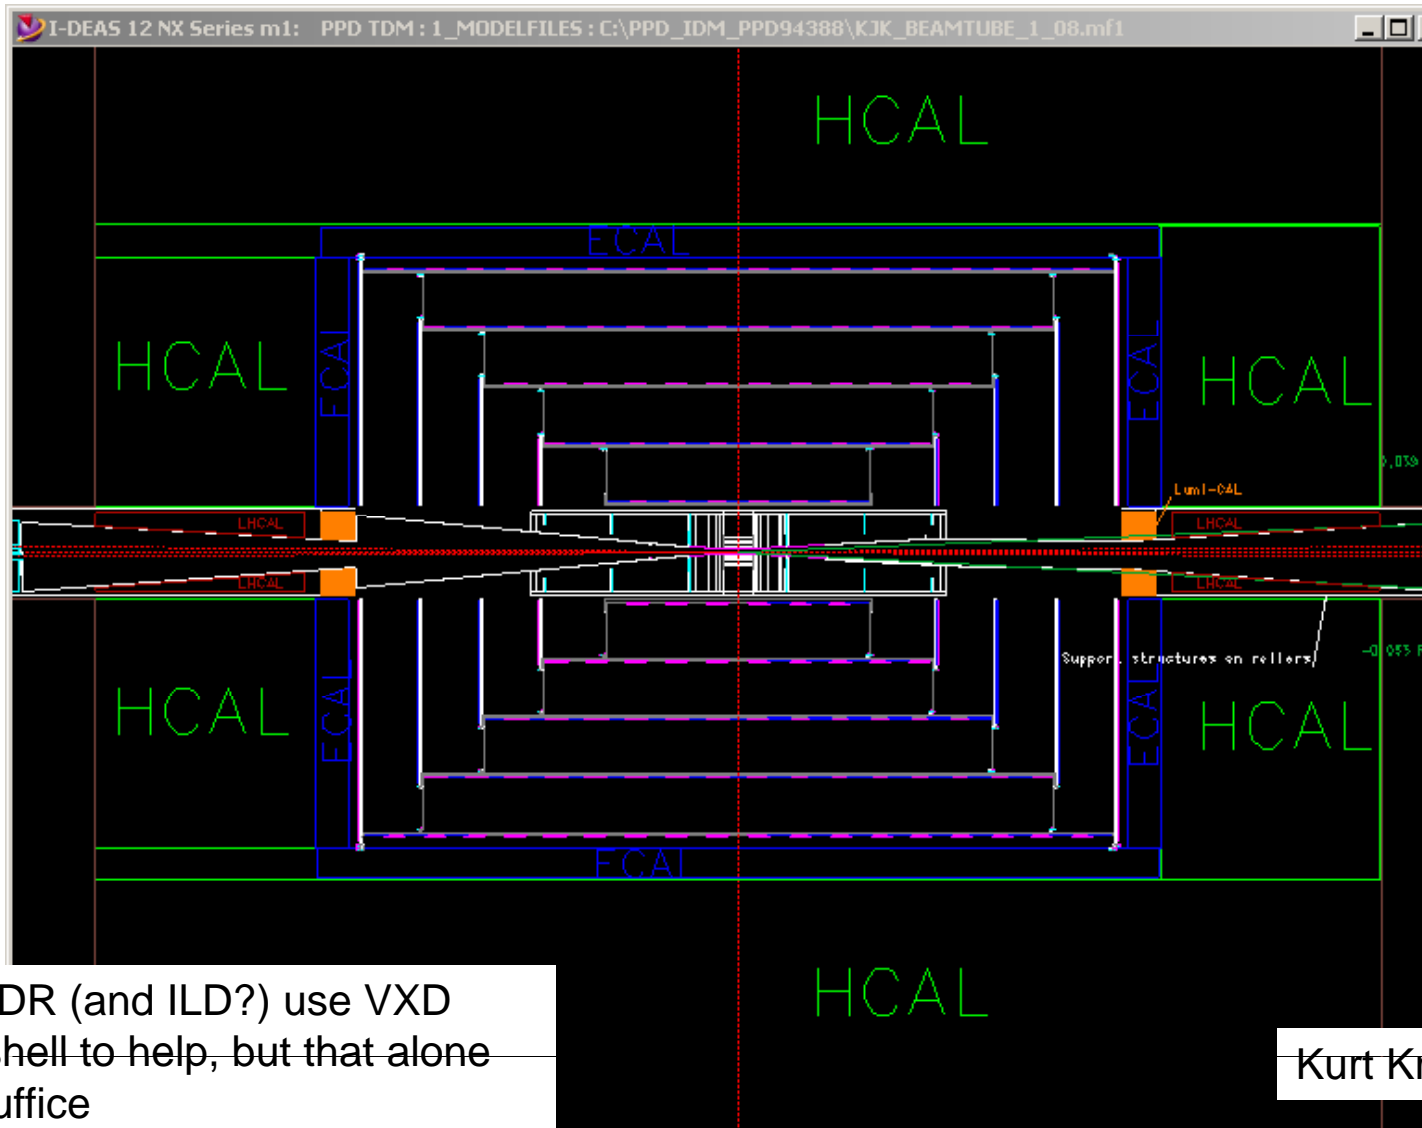 I-DEAS 12 NX Series m1: PPD TDM : 1_MODELFILES : C:\PPD_IDM_PPD94388\KJK_BEAMTUBE_1_08.mf1
HCAL
ECAL
HCAL
ECAL
ECAL
HCAL
Lumi-CAL
LHCAL
LHCAL
LHCAL
LHCAL
Support structures on rollers
HCAL
ECAL
ECAL
HCAL
ECAL
HCAL
DR (and ILD?) use VXD
shell to help, but that alone
uffice
Kurt Kr